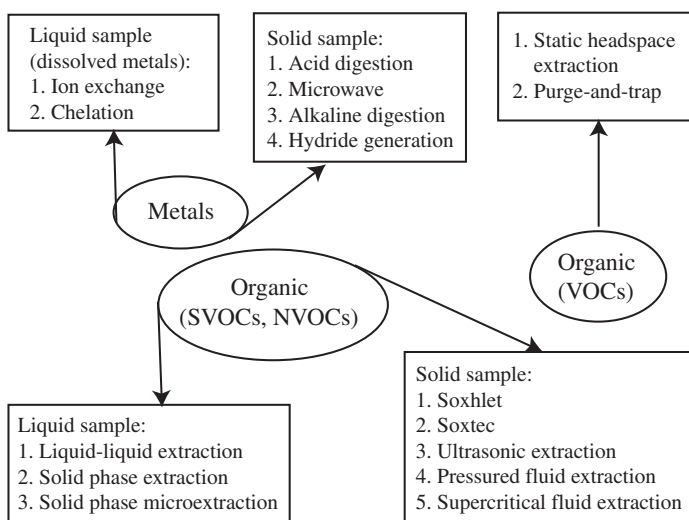 Liquid sample
(dissolved metals):
1. Ion exchange
2. Chelation
Solid sample:
1. Acid digestion
2. Microwave
3. Alkaline digestion
4. Hydride generation
1. Static headspace
extraction
2. Purge-and-trap
Metals
Organic
(SVOCs, NVOCs)
Organic
(VOCs)
Liquid sample:
1. Liquid-liquid extraction
2. Solid phase extraction
3. Solid phase microextraction
Solid sample:
1. Soxhlet
2. Soxtec
3. Ultrasonic extraction
4. Pressured fluid extraction
5. Supercritical fluid extraction